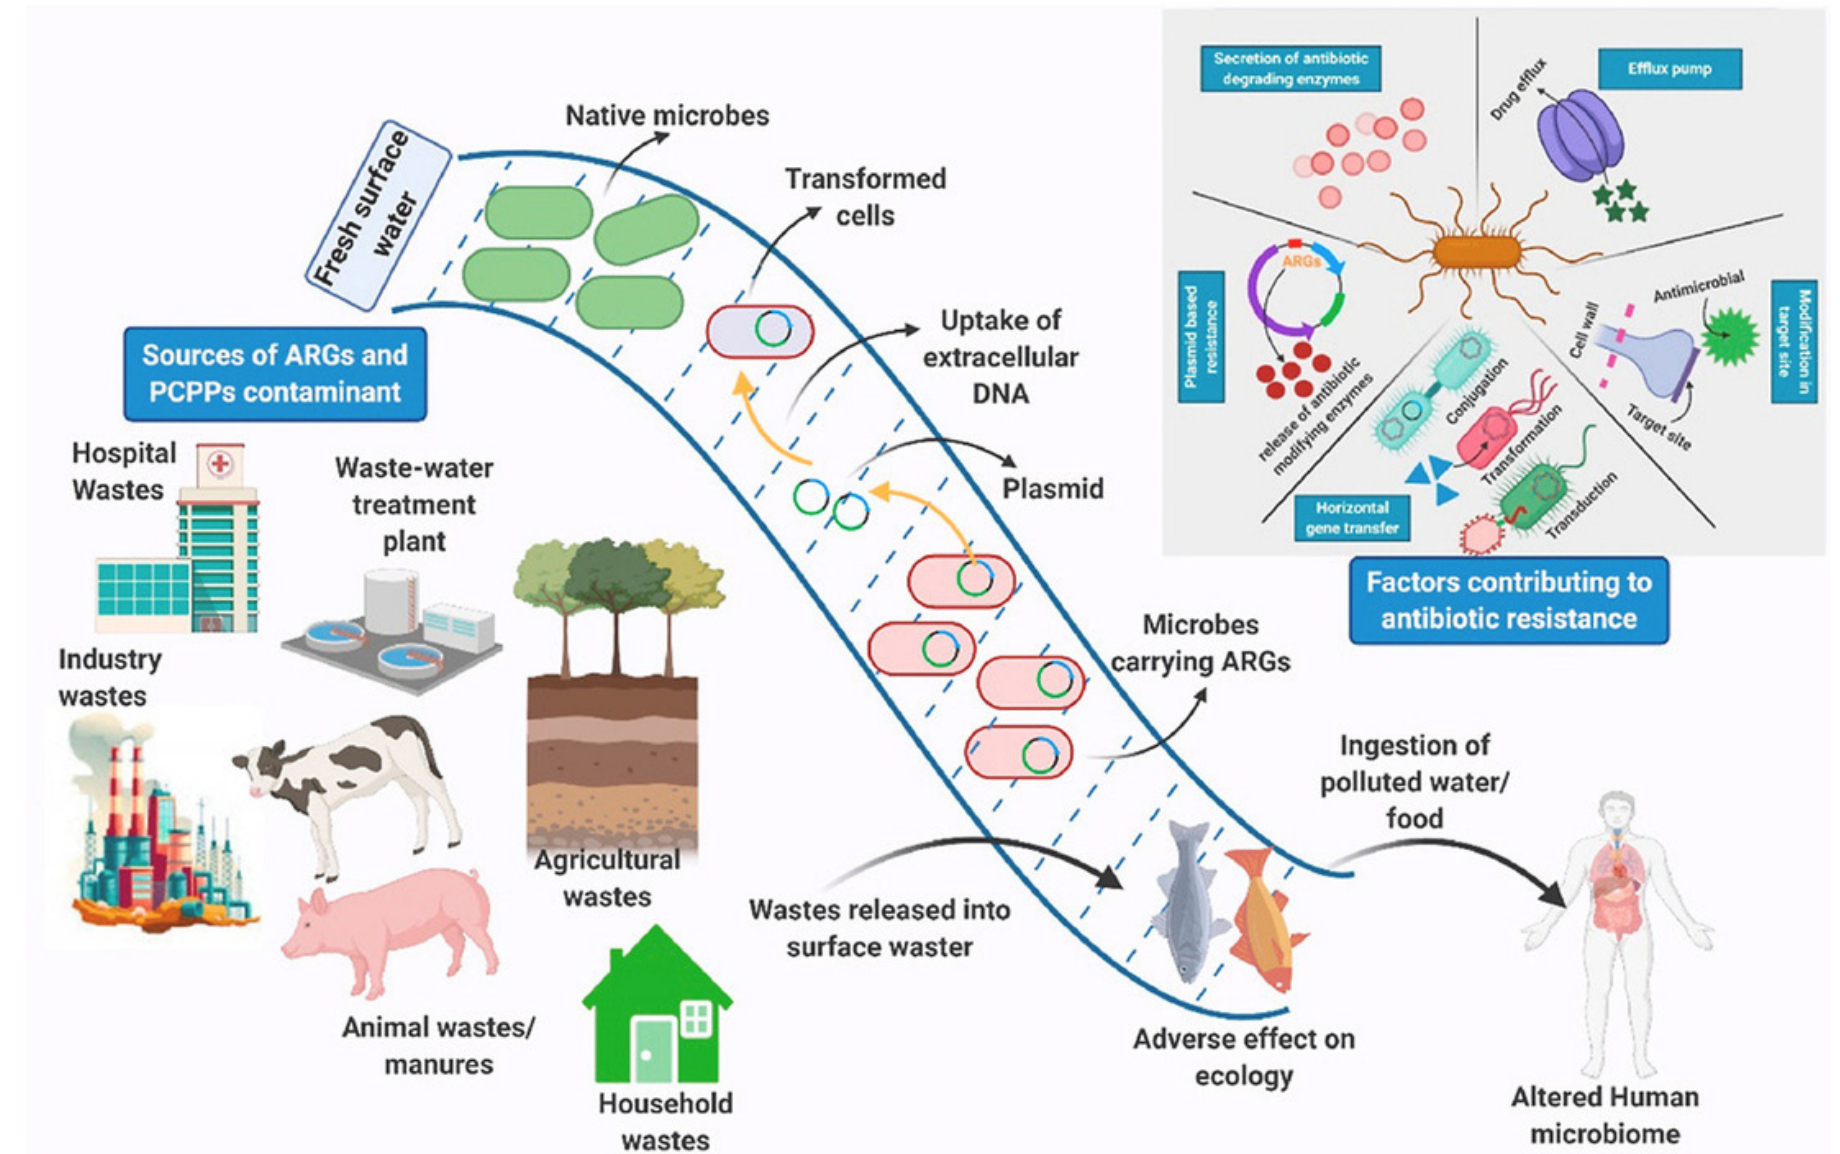 Fresh surface
water
Native microbes
Transformed
cells
Uptake of
extracellular
DNA
Plasmid
Microbes
carrying ARGs
Sources of ARGs and
PCPPs contaminant
Hospital
Wastes
Waste-water
treatment
plant
Industry
wastes
Agricultural
wastes
Animal wastes/
manures
Household
wastes
Wastes released into
surface waster
Adverse effect on
ecology
Ingestion of
polluted water/
food
Altered Human
microbiome
Secretion of antibiotic
degrading enzymes
Efflux pump
Drug efflux
Plasmid based
resistance
ARGs
release of antibiotic
modifying enzymes
Horizontal
gene transfer
Conjugation
Transformation
Transduction
Cell wall
Antimicrobial
Target site
Modification in
target site
Factors contributing to
antibiotic resistance